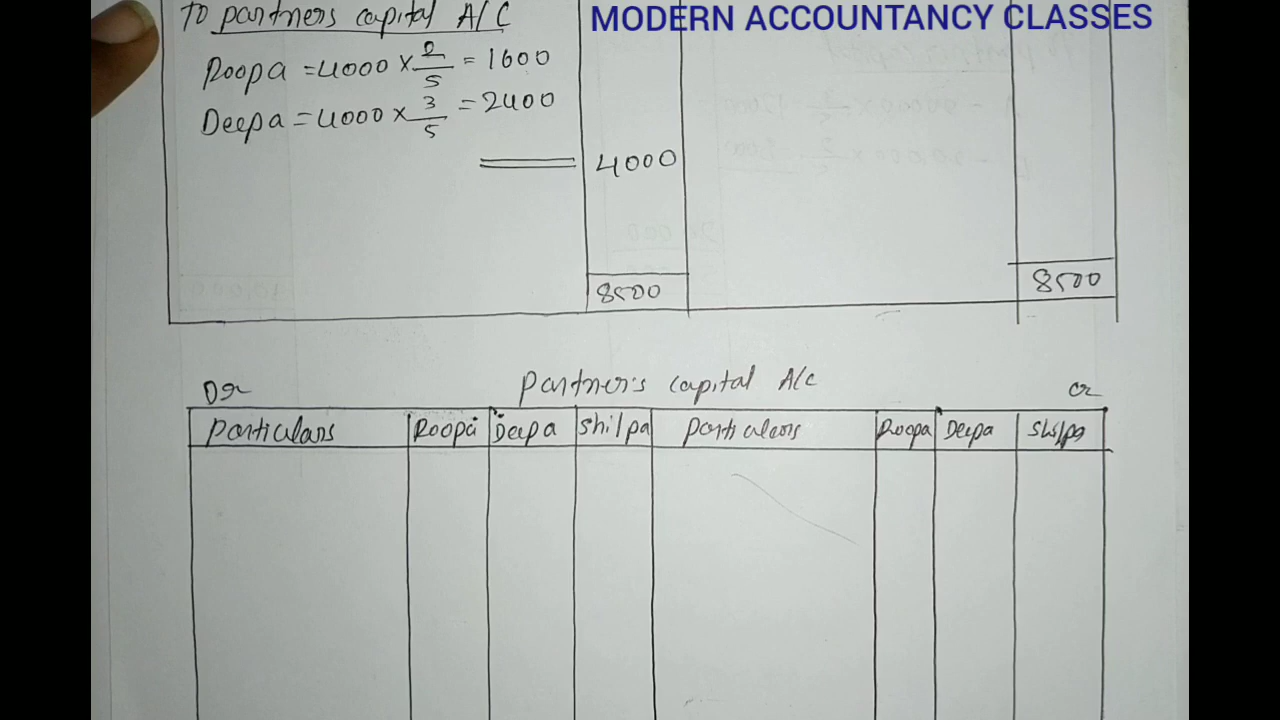 To partners capital A/C
MODERN ACCOUNTANCY CLASSES
Roopa = 4000 × 2/5 = 1600
Deepa = 4000 × 3/5 = 2400
4000
8500 8500
Dr Partner's capital A/c Cr
Particulars Roopa Deepa Shilpa Particulars Roopa Deepa Shilpa